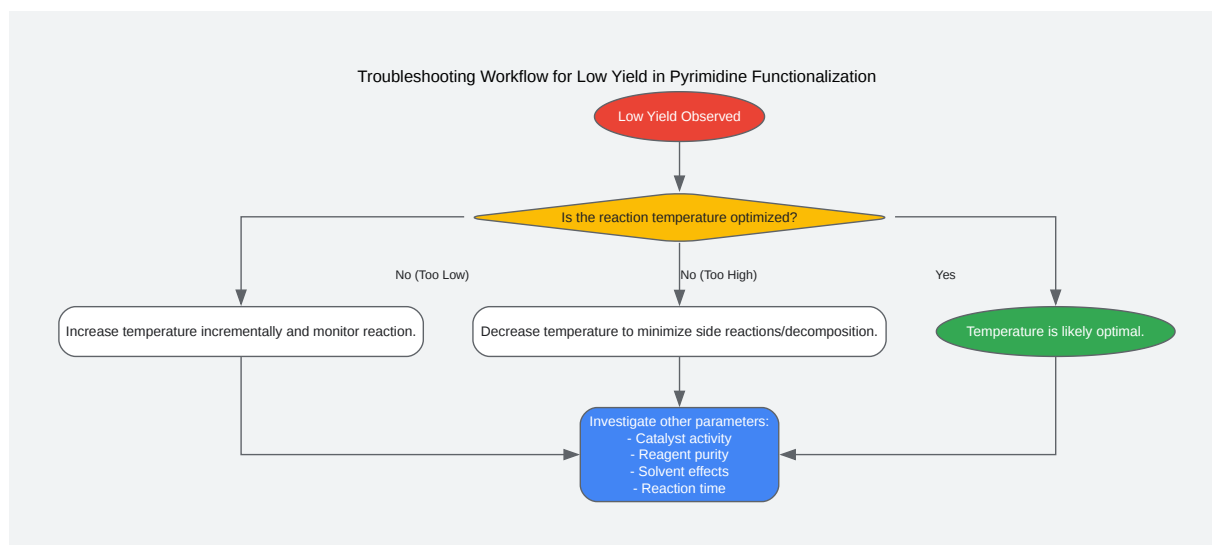 Troubleshooting Workflow for Low Yield in Pyrimidine Functionalization
Low Yield Observed
Is the reaction temperature optimized?
No (Too Low)
No (Too High)
Yes
Increase temperature incrementally and monitor reaction.
Decrease temperature to minimize side reactions/decomposition.
Temperature is likely optimal.
Investigate other parameters:
- Catalyst activity
- Reagent purity
- Solvent effects
- Reaction time